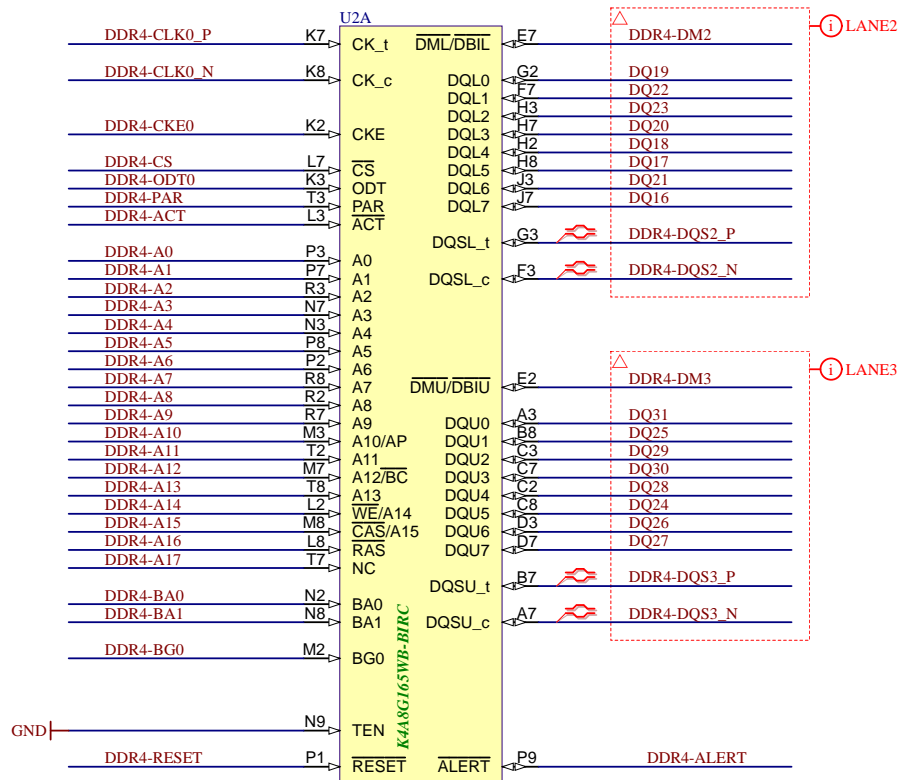 U2A
DDR4-CLK0_P K7 CK_t DML/DBIL E7 DDR4-DM2 i LANE2
DDR4-CLK0_N K8 CK_c DQL0 G2 DQ19
DQL1 F7 DQ22
DQL2 H3 DQ23
DDR4-CKE0 K2 CKE DQL3 H7 DQ20
DQL4 H2 DQ18
DDR4-CS L7 CS DQL5 H8 DQ17
DDR4-ODT0 K3 ODT DQL6 J3 DQ21
DDR4-PAR T3 PAR DQL7 J7 DQ16
DDR4-ACT L3 ACT
DQSL_t G3 DDR4-DQS2_P
DDR4-A0 P3 A0
DDR4-A1 P7 A1 DQSL_c F3 DDR4-DQS2_N
DDR4-A2 R3 A2
DDR4-A3 N7 A3
DDR4-A4 N3 A4
DDR4-A5 P8 A5
DDR4-A6 P2 A6 i LANE3
DDR4-A7 R8 A7 DMU/DBIU E2 DDR4-DM3
DDR4-A8 R2 A8
DDR4-A9 R7 A9 DQU0 A3 DQ31
DDR4-A10 M3 A10/AP DQU1 B8 DQ25
DDR4-A11 T2 A11 DQU2 C3 DQ29
DDR4-A12 M7 A12/BC DQU3 C7 DQ30
DDR4-A13 T8 A13 DQU4 C2 DQ28
DDR4-A14 L2 WE/A14 DQU5 C8 DQ24
DDR4-A15 M8 CAS/A15 DQU6 D3 DQ26
DDR4-A16 L8 RAS DQU7 D7 DQ27
DDR4-A17 T7 NC
DQSU_t B7 DDR4-DQS3_P
DDR4-BA0 N2 BA0
DDR4-BA1 N8 BA1 DQSU_c A7 DDR4-DQS3_N
DDR4-BG0 M2 BG0
K4A8G165WB-BIRC
GND N9 TEN
DDR4-RESET P1 RESET ALERT P9 DDR4-ALERT